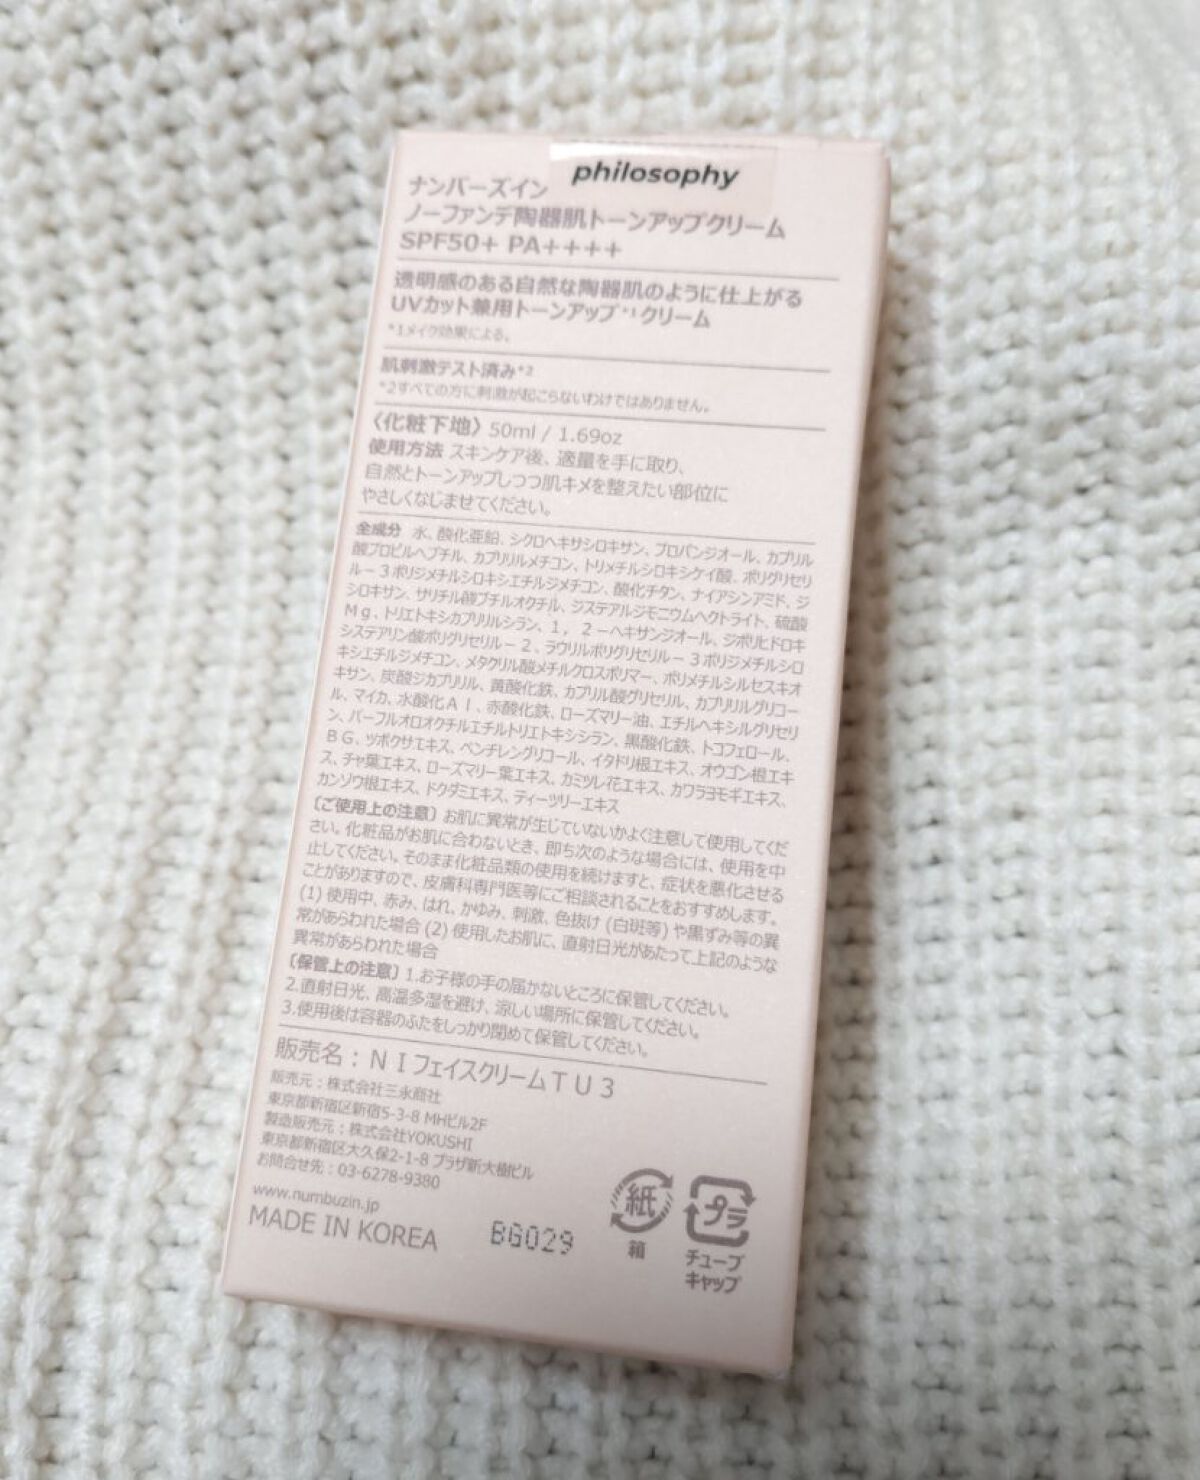 philosophy
ナンバーズイン
ノーファンデ陶器肌トーンアップクリーム
SPF50+ PA++++
透明感のある自然な陶器肌のように仕上がる
UVカット兼用トーンアップ*1クリーム
*1メイク効果による。
肌刺激テスト済み*2
*2すべての方に刺激が起こらないわけではありません。
〈化粧下地〉 50ml / 1.69oz
使用方法 スキンケア後、適量を手に取り、
自然とトーンアップしつつ肌キメを整えたい部位に
やさしくなじませてください。
全成分 水、酸化亜鉛、シクロヘキサシロキサン、プロパンジオール、カプリル
酸プロピルヘプチル、カプリリルメチコン、トリメチルシロキシケイ酸、ポリグリセリ
ル－3ポリジメチルシロキシエチルジメチコン、酸化チタン、ナイアシンアミド、ジ
シロキサン、サリチル酸ブチルオクチル、ジステアルジモニウムヘクトライト、硫酸
Mg、トリエトキシカプリリルシラン、1，2－ヘキサンジオール、ジポリヒドロキ
システアリン酸ポリグリセリル－2、ラウリルポリグリセリル－3ポリジメチルシロ
キシエチルジメチコン、メタクリル酸メチルクロスポリマー、ポリメチルシルセスキオ
キサン、炭酸ジカプリリル、黄酸化鉄、カプリル酸グリセリル、カプリリルグリコー
ル、マイカ、水酸化Al、赤酸化鉄、ローズマリー油、エチルヘキシルグリセリ
ン、パーフルオロオクチルエチルトリエトキシシラン、黒酸化鉄、トコフェロール、
BG、ツボクサエキス、ペンチレングリコール、イタドリ根エキス、オウゴン根エキ
ス、チャ葉エキス、ローズマリー葉エキス、カミツレ花エキス、カワラヨモギエキス、
カンゾウ根エキス、ドクダミエキス、ティーツリーエキス
〔ご使用上の注意〕お肌に異常が生じていないかよく注意して使用してくだ
さい。化粧品がお肌に合わないとき、即ち次のような場合には、使用を中
止してください。そのまま化粧品類の使用を続けますと、症状を悪化させる
ことがありますので、皮膚科専門医等にご相談されることをおすすめします。
(1) 使用中、赤み、はれ、かゆみ、刺激、色抜け (白斑等) や黒ずみ等の異
常があらわれた場合 (2) 使用したお肌に、直射日光があたって上記のような
異常があらわれた場合
〔保管上の注意〕1.お子様の手の届かないところに保管してください。
2.直射日光、高温多湿を避け、涼しい場所に保管してください。
3.使用後は容器のふたをしっかり閉めて保管してください。
販売名：NIフェイスクリームTU3
販売元：株式会社三永商社
東京都新宿区新宿5-3-8 MHビル2F
製造販売元：株式会社YOKUSHI
東京都新宿区大久保2-1-8 プラザ新大樹ビル
お問合せ先：03-6278-9380
www.numbuzin.jp
MADE IN KOREA
BG029
紙
箱
プラ
チューブ
キャップ